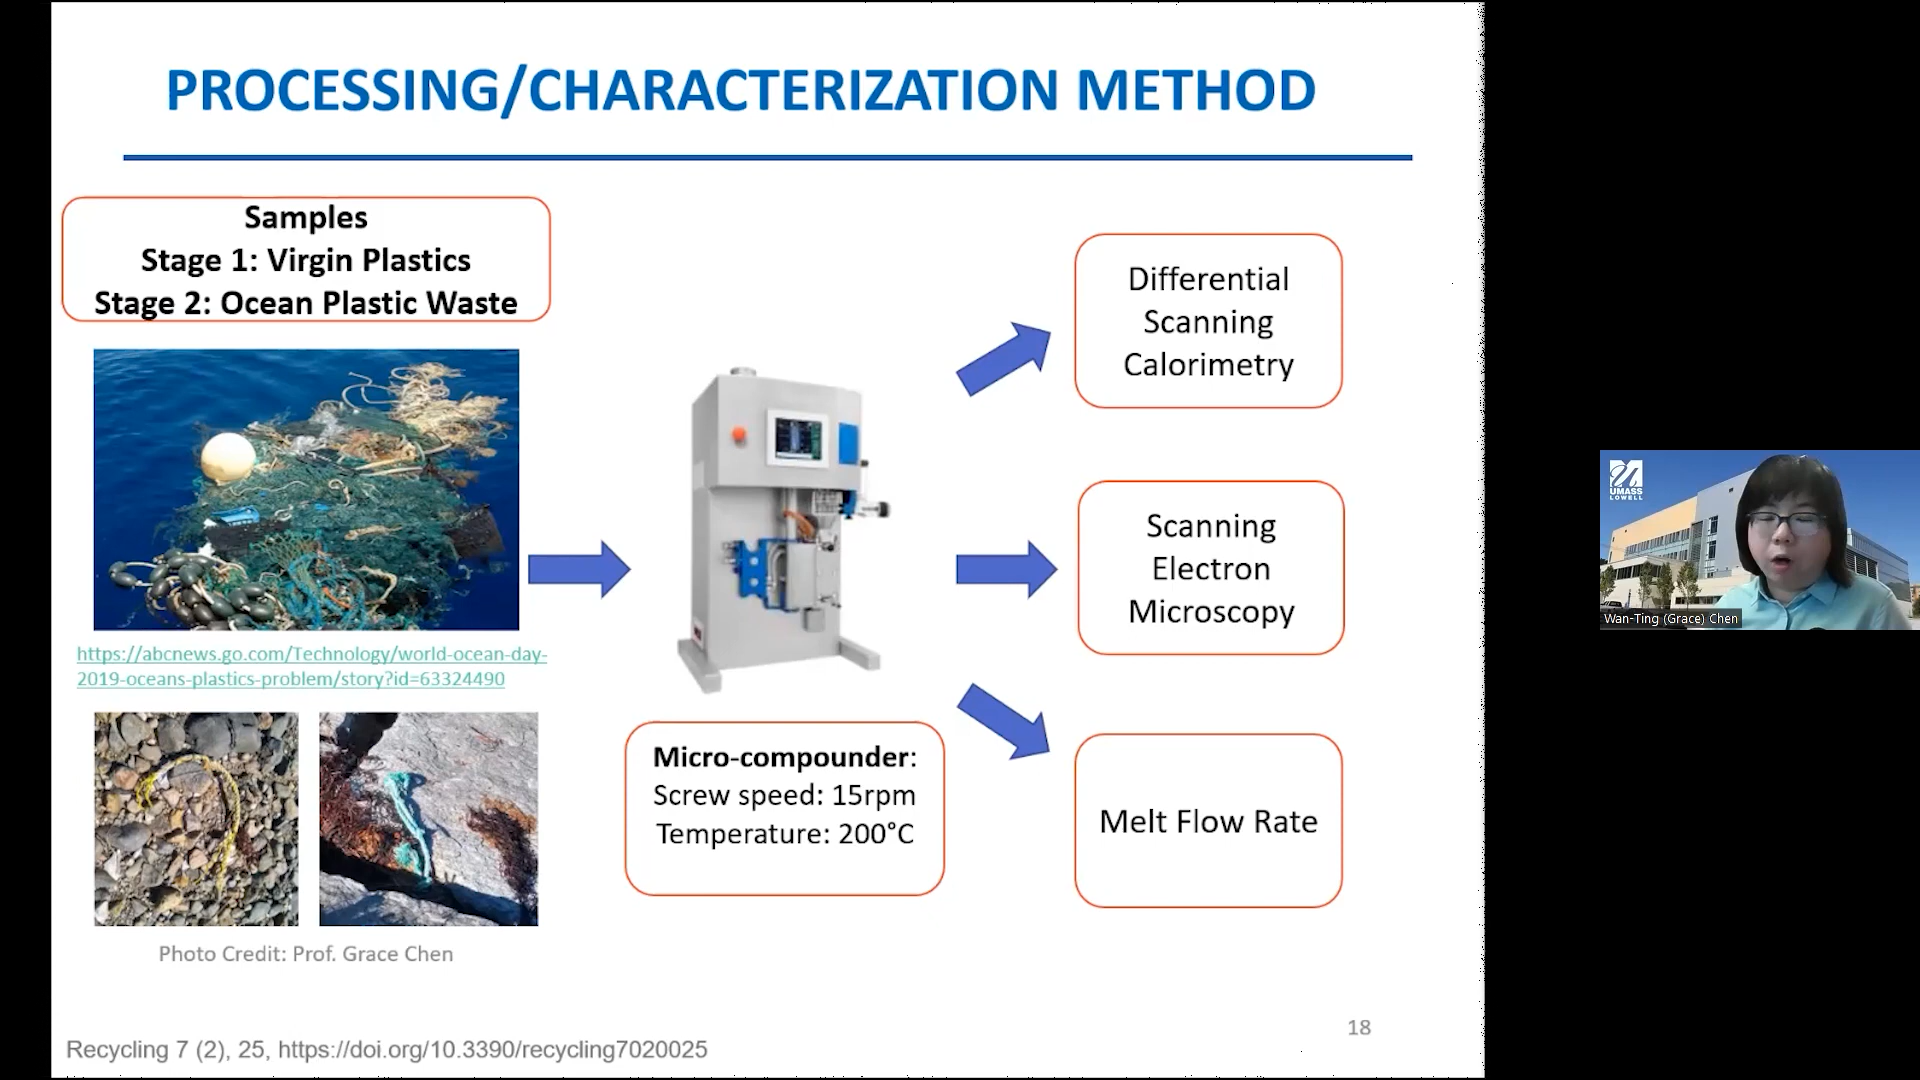 PROCESSING/CHARACTERIZATION METHOD
Samples
Stage 1: Virgin Plastics
Stage 2: Ocean Plastic Waste
https://abcnews.go.com/Technology/world-ocean-day-
2019-oceans-plastics-problem/story?id=63324490
Photo Credit: Prof. Grace Chen
Micro-compounder:
Screw speed: 15rpm
Temperature: 200°C
Differential
Scanning
Calorimetry
Scanning
Electron
Microscopy
Melt Flow Rate
18
Recycling 7 (2), 25, https://doi.org/10.3390/recycling7020025
UMASS
LOWELL
Wan-Ting (Grace) Chen